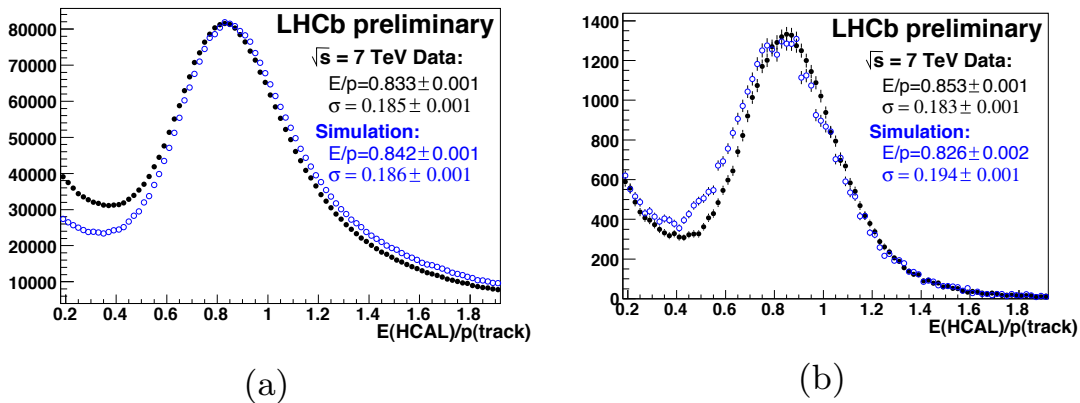 LHCb preliminary
√s = 7 TeV Data:
E/p=0.833±0.001
σ = 0.185± 0.001
Simulation:
E/p=0.842±0.001
σ = 0.186± 0.001
80000
70000
60000
50000
40000
30000
20000
10000
0.2 0.4 0.6 0.8 1 1.2 1.4 1.6 1.8
E(HCAL)/p(track)
(a)
LHCb preliminary
√s = 7 TeV Data:
E/p=0.853±0.001
σ = 0.183± 0.001
Simulation:
E/p=0.826±0.002
σ = 0.194± 0.001
1400
1200
1000
800
600
400
200
0
0.2 0.4 0.6 0.8 1 1.2 1.4 1.6 1.8
E(HCAL)/p(track)
(b)